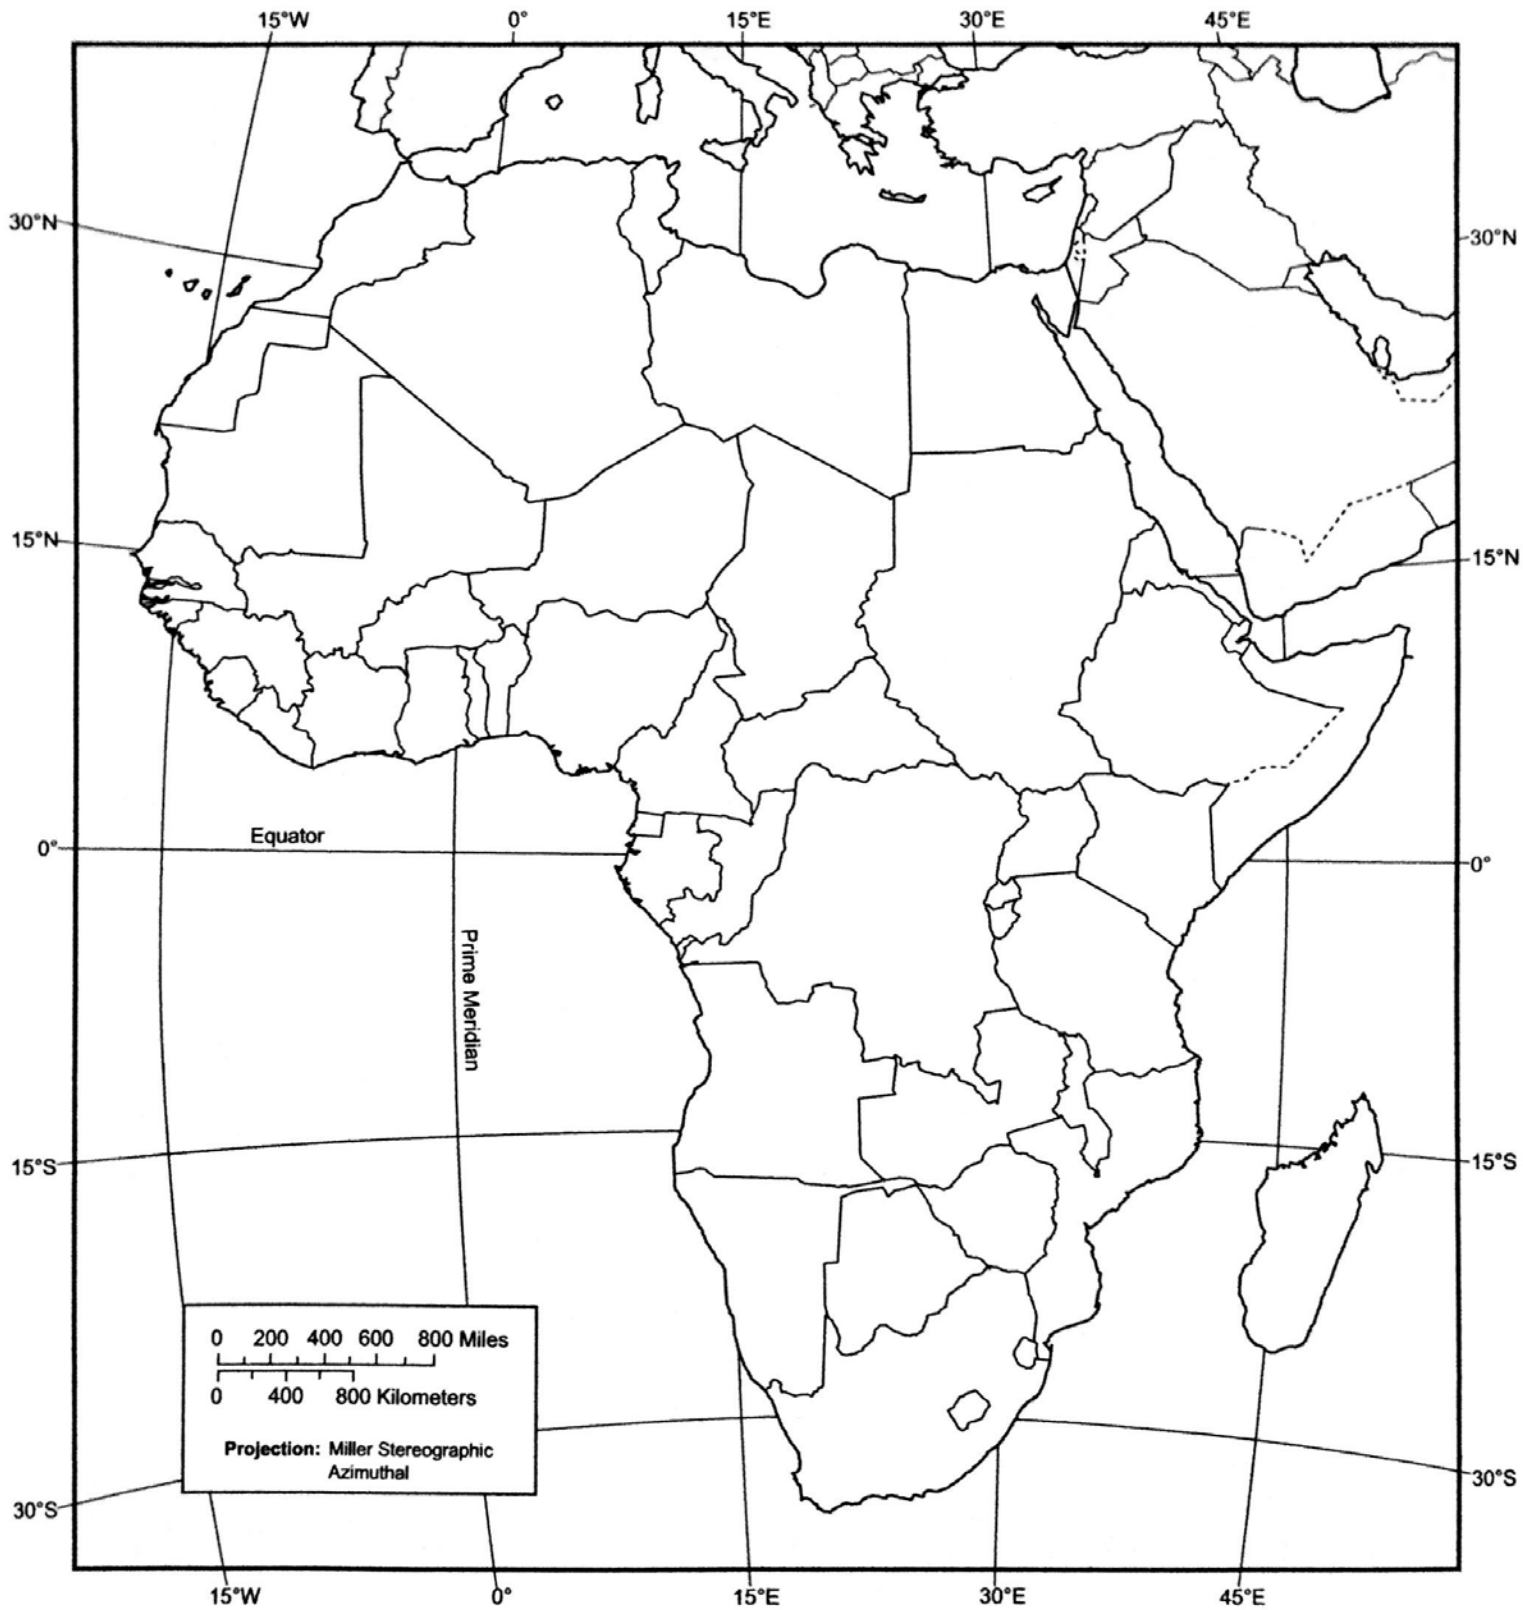 15°W 0° 15°E 30°E 45°E
30°N 30°N
15°N 15°N
Equator
0° 0°
Prime Meridian
15°S 15°S
0 200 400 600 800 Miles
0 400 800 Kilometers
Projection: Miller Stereographic
Azimuthal
30°S 30°S
15°W 0° 15°E 30°E 45°E